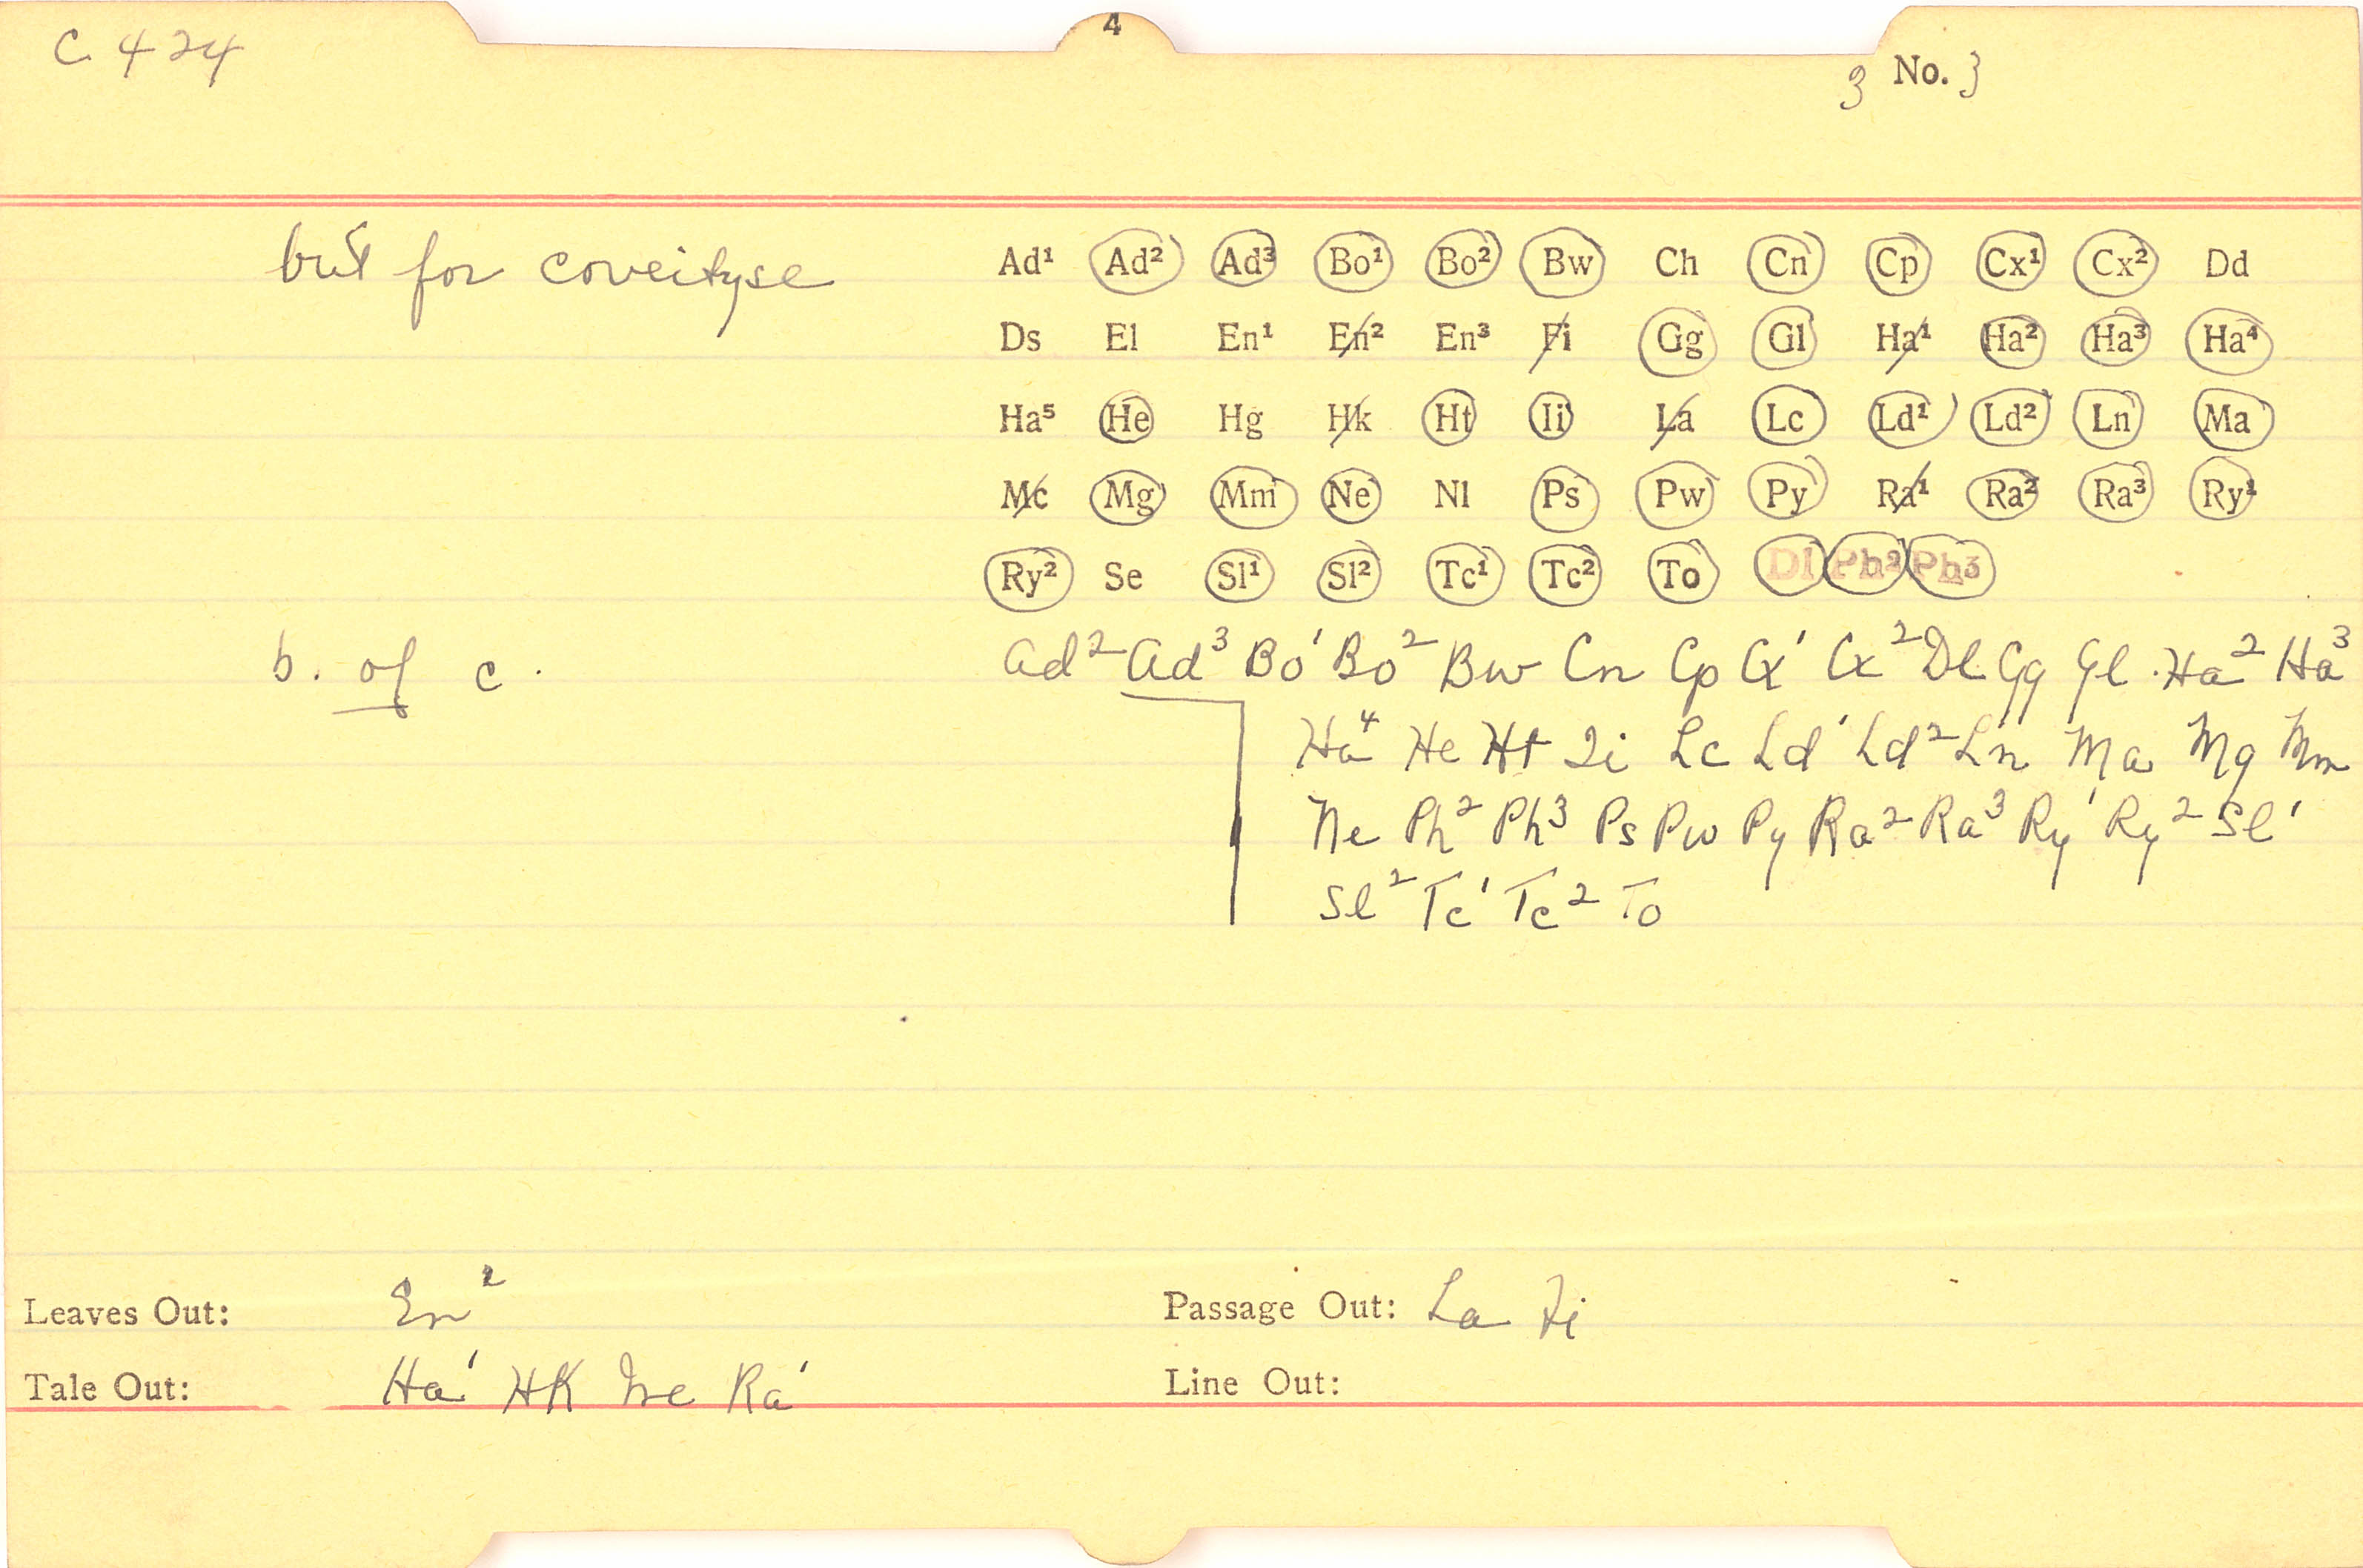 C 424
4
3 No. 3
but for coveityse
Ad¹ Ad² Ad³ Bo¹ Bo² Bw Ch Cn Cp Cx¹ Cx² Dd
Ds El En¹ En² En³ Fi Gg Gl Ha¹ Ha² Ha³ Ha⁴
Ha⁵ He Hg Hk Ht Ii La Lc Ld¹ Ld² Ln Ma
Mc Mg Mm Ne Nl Ps Pw Py Ra¹ Ra² Ra³ Ry¹
Ry² Se Sl¹ Sl² Tc¹ Tc² To Dl Ph2 Ph3
b. of c. Ad² Ad³ Bo¹ Bo² Bw Cn Cp Cx¹ Cx² Dl Gg Gl Ha² Ha³
Ha⁴ He Ht Ii Lc Ld¹ Ld² Ln Ma Mg Mm
Ne Ph² Ph³ Ps Pw Py Ra² Ra³ Ry¹ Ry² Sl¹
Sl² Tc¹ Tc² To
Leaves Out: En² Passage Out: La Fi
Tale Out: Ha¹ HK Mc Ra¹ Line Out: